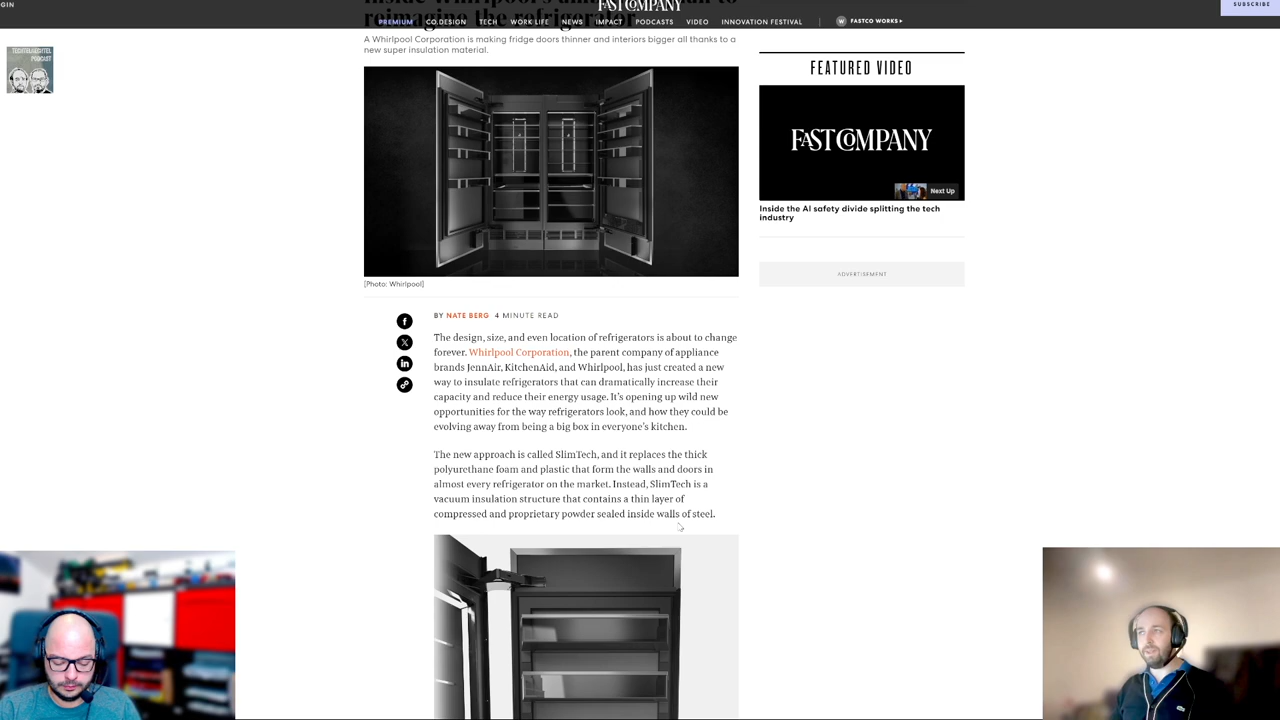 GIN
FAST COMPANY
SUBSCRIBE
reimagine the refrigerator
PREMIUM CO.DESIGN TECH WORK LIFE NEWS IMPACT PODCASTS VIDEO INNOVATION FESTIVAL | W FASTCO WORKS
A Whirlpool Corporation is making fridge doors thinner and interiors bigger all thanks to a
new super insulation material.
PODCAST
FEATURED VIDEO
FAST COMPANY
Next Up
Inside the AI safety divide splitting the tech
industry
ADVERTISEMENT
[Photo: Whirlpool]
BY NATE BERG 4 MINUTE READ
The design, size, and even location of refrigerators is about to change
forever. Whirlpool Corporation, the parent company of appliance
brands JennAir, KitchenAid, and Whirlpool, has just created a new
way to insulate refrigerators that can dramatically increase their
capacity and reduce their energy usage. It's opening up wild new
opportunities for the way refrigerators look, and how they could be
evolving away from being a big box in everyone's kitchen.
The new approach is called SlimTech, and it replaces the thick
polyurethane foam and plastic that form the walls and doors in
almost every refrigerator on the market. Instead, SlimTech is a
vacuum insulation structure that contains a thin layer of
compressed and proprietary powder sealed inside walls of steel.